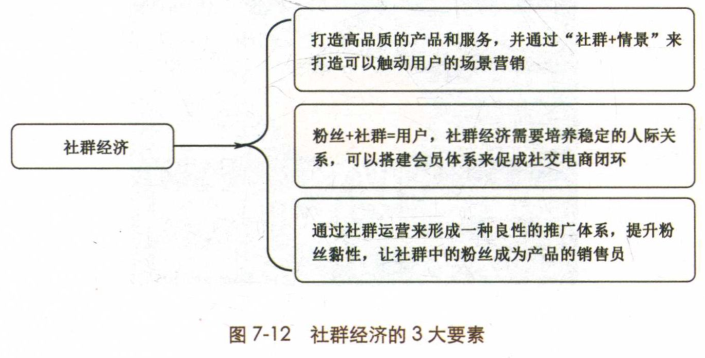 打造高品质的产品和服务，并通过“社群+情景”来
打造可以触动用户的场景营销
社群经济
粉丝+社群=用户，社群经济需要培养稳定的人际关
系，可以搭建会员体系来促成社交电商闭环
通过社群运营来形成一种良性的推广体系，提升粉
丝黏性，让社群中的粉丝成为产品的销售员
图 7-12 社群经济的 3 大要素